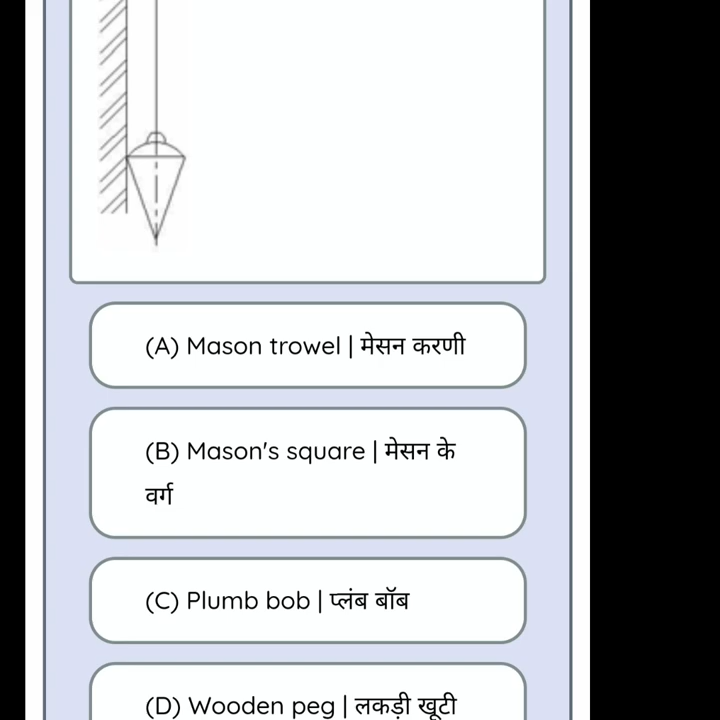 (A) Mason trowel | मेसन करणी
(B) Mason's square | मेसन के
वर्ग
(C) Plumb bob | प्लंब बॉब
(D) Wooden peg | लकड़ी खूटी